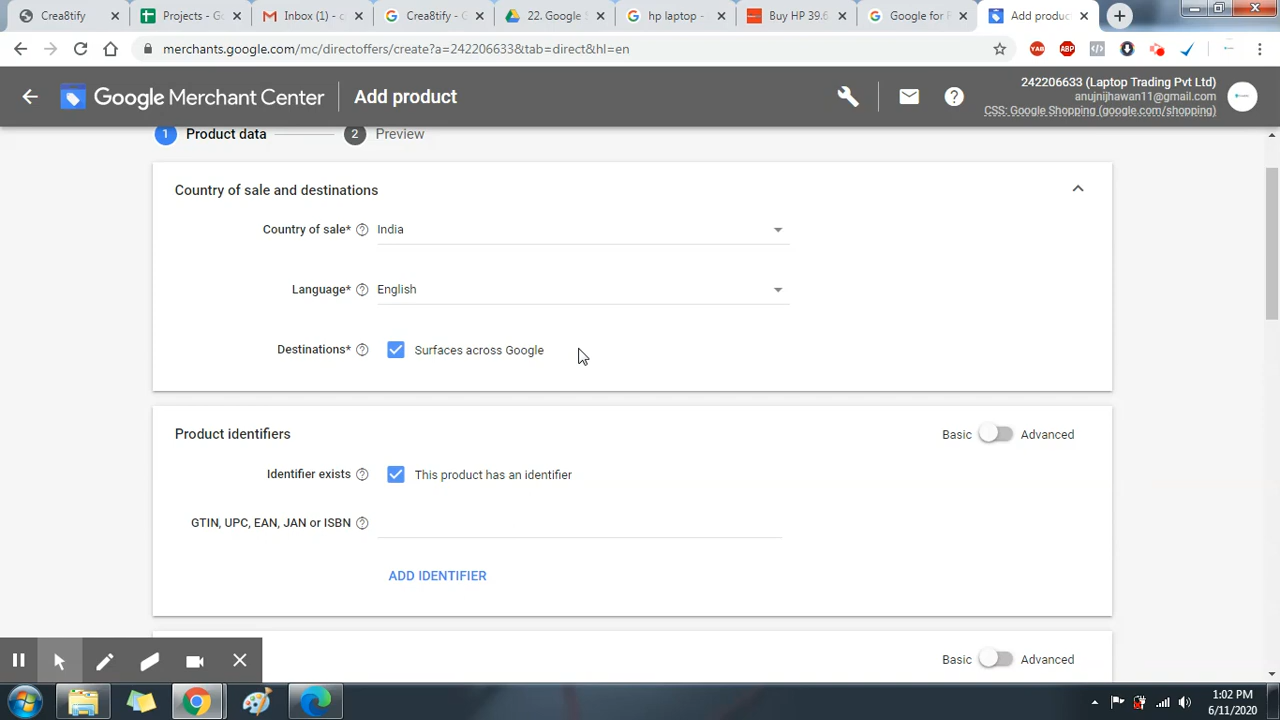 Crea8tify
Projects - G
Inbox (1) - c
Crea8tify - G
22. Google
hp laptop -
Buy HP 39.6
Google for
Add produc
merchants.google.com/mc/directoffers/create?a=242206633&tab=direct&hl=en
YAB
ABP
Google Merchant Center
Add product
242206633 (Laptop Trading Pvt Ltd)
anujnijhawan11@gmail.com
CSS: Google Shopping (google.com/shopping)
1 Product data
2 Preview
Country of sale and destinations
Country of sale* India
Language* English
Destinations* Surfaces across Google
Product identifiers
Basic Advanced
Identifier exists This product has an identifier
GTIN, UPC, EAN, JAN or ISBN
ADD IDENTIFIER
Basic Advanced
1:02 PM
6/11/2020